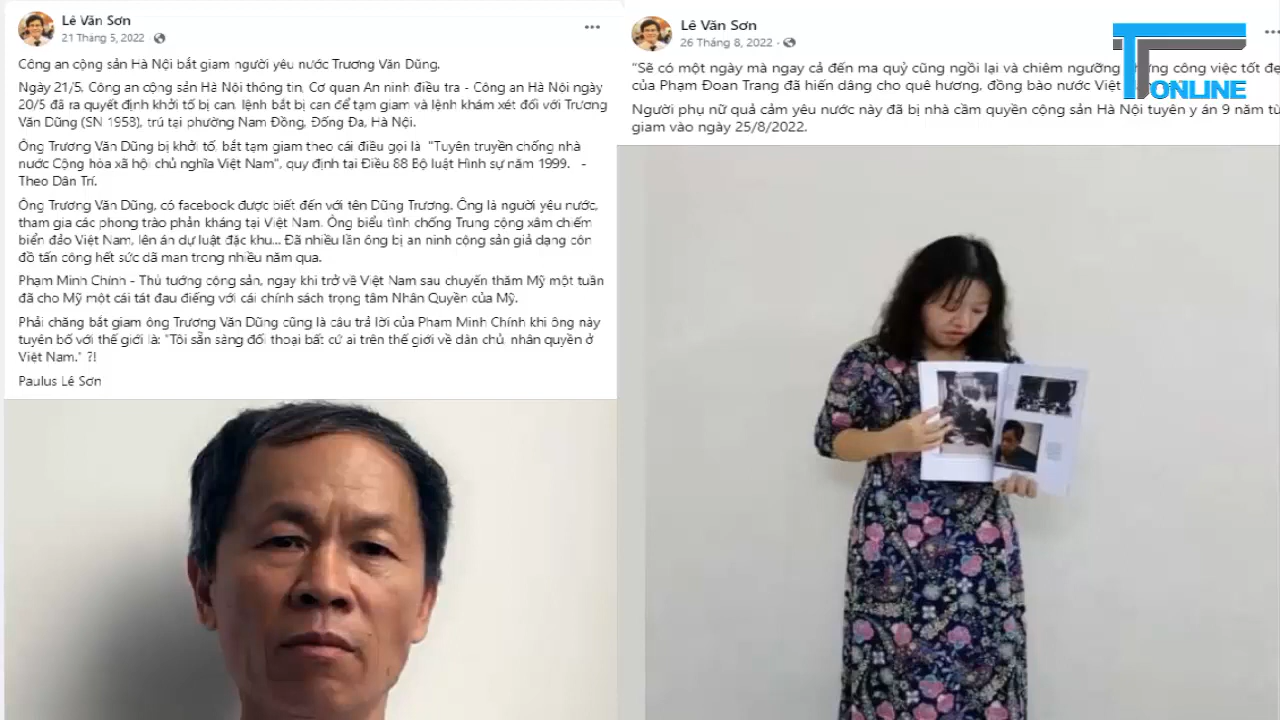 Lê Văn Sơn
21 Tháng 5, 2022
Công an cộng sản Hà Nội bắt giam người yêu nước Trương Văn Dũng.
Ngày 21/5. Công an cộng sản Hà Nội thông tin, Cơ quan An ninh điều tra - Công an Hà Nội ngày
20/5 đã ra quyết định khởi tố bị can, lệnh bắt bị can để tạm giam và lệnh khám xét đối với Trương
Văn Dũng (SN 1958), trú tại phường Nam Đồng, Đống Đa, Hà Nội.
Ông Trương Văn Dũng bị khởi tố, bắt tạm giam theo cái điều gọi là "Tuyên truyền chống nhà
nước Cộng hòa xã hội chủ nghĩa Việt Nam", quy định tại Điều 88 Bộ luật Hình sự năm 1999. -
Theo Dân Trí.
Ông Trương Văn Dũng, có facebook được biết đến với tên Dũng Trương. Ông là người yêu nước,
tham gia các phong trào phản kháng tại Việt Nam. Ông biểu tình chống Trung cộng xâm chiếm
biển đảo Việt Nam, lên án dự luật đặc khu... Đã nhiều lần ông bị an ninh cộng sản giả dạng côn
đồ tấn công hết sức dã man trong nhiều năm qua.
Phạm Minh Chính - Thủ tướng cộng sản, ngay khi trở về Việt Nam sau chuyến thăm Mỹ một tuần
đã cho Mỹ một cái tát đau điếng với cái chính sách trọng tâm Nhân Quyền của Mỹ.
Phải chăng bắt giam ông Trương Văn Dũng cũng là câu trả lời của Phạm Minh Chính khi ông này
tuyên bố với thế giới là: "Tôi sẵn sàng đối thoại bất cứ ai trên thế giới về dân chủ, nhân quyền ở
Việt Nam." ?!
Paulus Lê Sơn
Lê Văn Sơn
26 Tháng 8, 2022
"Sẽ có một ngày mà ngay cả đến ma quỷ cũng ngồi lại và chiêm ngưỡng những công việc tốt đẹ
của Phạm Đoan Trang đã hiến dâng cho quê hương, đồng bào nước Việt
Người phụ nữ quả cảm yêu nước này đã bị nhà cầm quyền cộng sản Hà Nội tuyên y án 9 năm tù
giam vào ngày 25/8/2022.
ONLINE